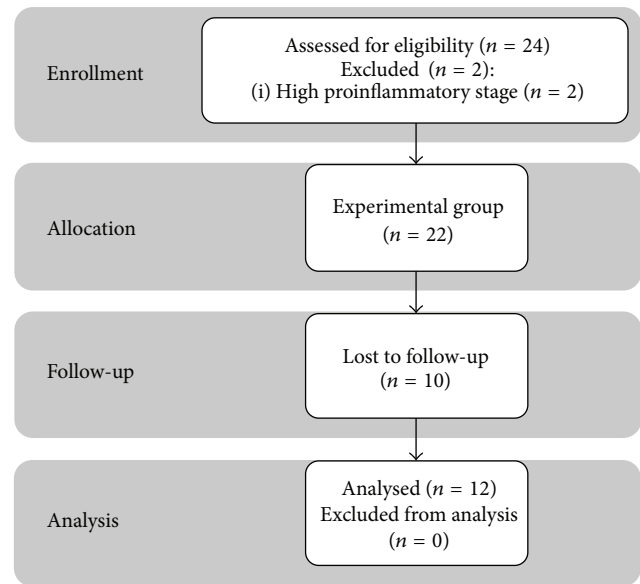 Enrollment
Assessed for eligibility (n = 24)
Excluded (n = 2):
(i) High proinflammatory stage (n = 2)
Allocation
Experimental group
(n = 22)
Follow-up
Lost to follow-up
(n = 10)
Analysis
Analysed (n = 12)
Excluded from analysis
(n = 0)